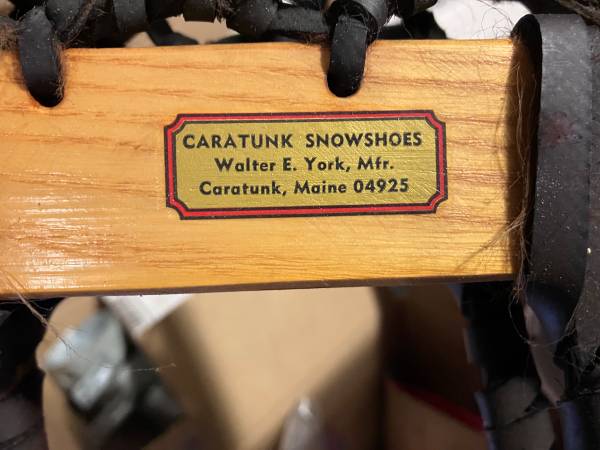 CARATUNK SNOWSHOES
Walter E. York, Mfr.
Caratunk, Maine 04925